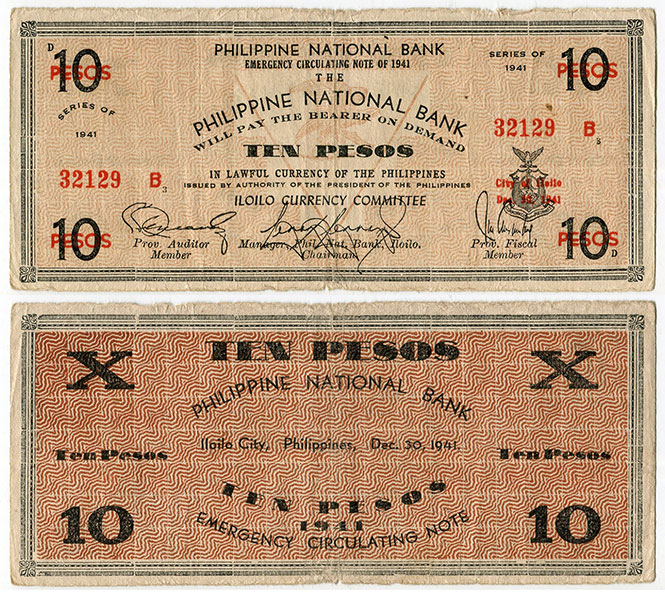 D
10
PESOS
PHILIPPINE NATIONAL BANK
EMERGENCY CIRCULATING NOTE OF 1941
THE
PHILIPPINE NATIONAL BANK
WILL PAY THE BEARER ON DEMAND
TEN PESOS
IN LAWFUL CURRENCY OF THE PHILIPPINES
ISSUED BY AUTHORITY OF THE PRESIDENT OF THE PHILIPPINES
ILOILO CURRENCY COMMITTEE
SERIES OF
1941
10
PESOS
SERIES OF
1941
32129 B3
32129 B3
City of Iloilo
Dec. 30, 1941
10
PESOS
Prov. Auditor
Member
Manager, Phil. Nat. Bank, Iloilo.
Chairman
Prov. Fiscal
Member
10
PESOS
D
X
TEN PESOS
X
PHILIPPINE NATIONAL BANK
Iloilo City, Philippines, Dec. 30, 1941.
Ten Pesos
Ten Pesos
TEN PESOS
1941
EMERGENCY CIRCULATING NOTE
10
10